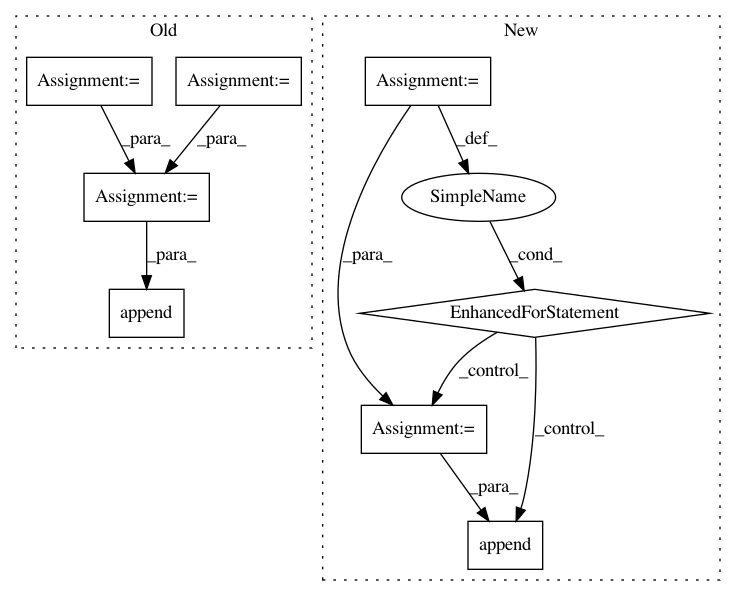 Old
New
Assignment:=
Assignment:=
Assignment:=
_para_
_para_
_def_
Assignment:=
SimpleName
_para_
_para_
_cond_
append
EnhancedForStatement
_control_
_control_
Assignment:=
_para_
append